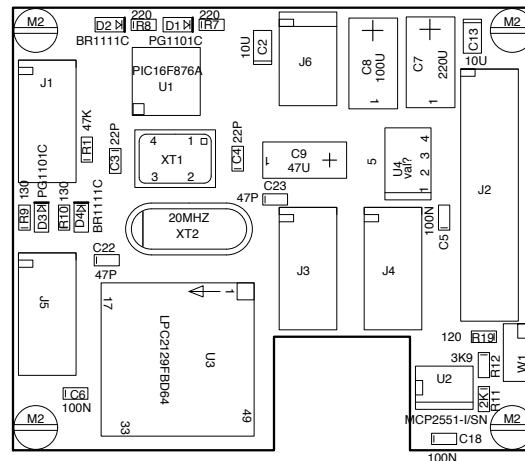 M2
220
220
D2 R8 D1 R7
BR1111C PG1101C
PIC16F876A
U1
10U
C2
J6
C8
100U
1
C7
220U
1
C13
10U
M2
J1
47K
R1
C3
22P
4 1
XT1
3 2
22P
C4
C9
1 47U
5
U4
val?
1 2 3 4
J2
130
PG1101C
130
R9
D3
R10
D4
BR1111C
C23
47P
20MHZ
XT2
100N
C5
C22
47P
J3
J4
J5
17
1
LPC2129FBD64
U3
33
49
120 R19
3K9
R12
W1
C6
100N
M2
U2
2K
R11
MCP2551-I/SN
M2
C18
100N